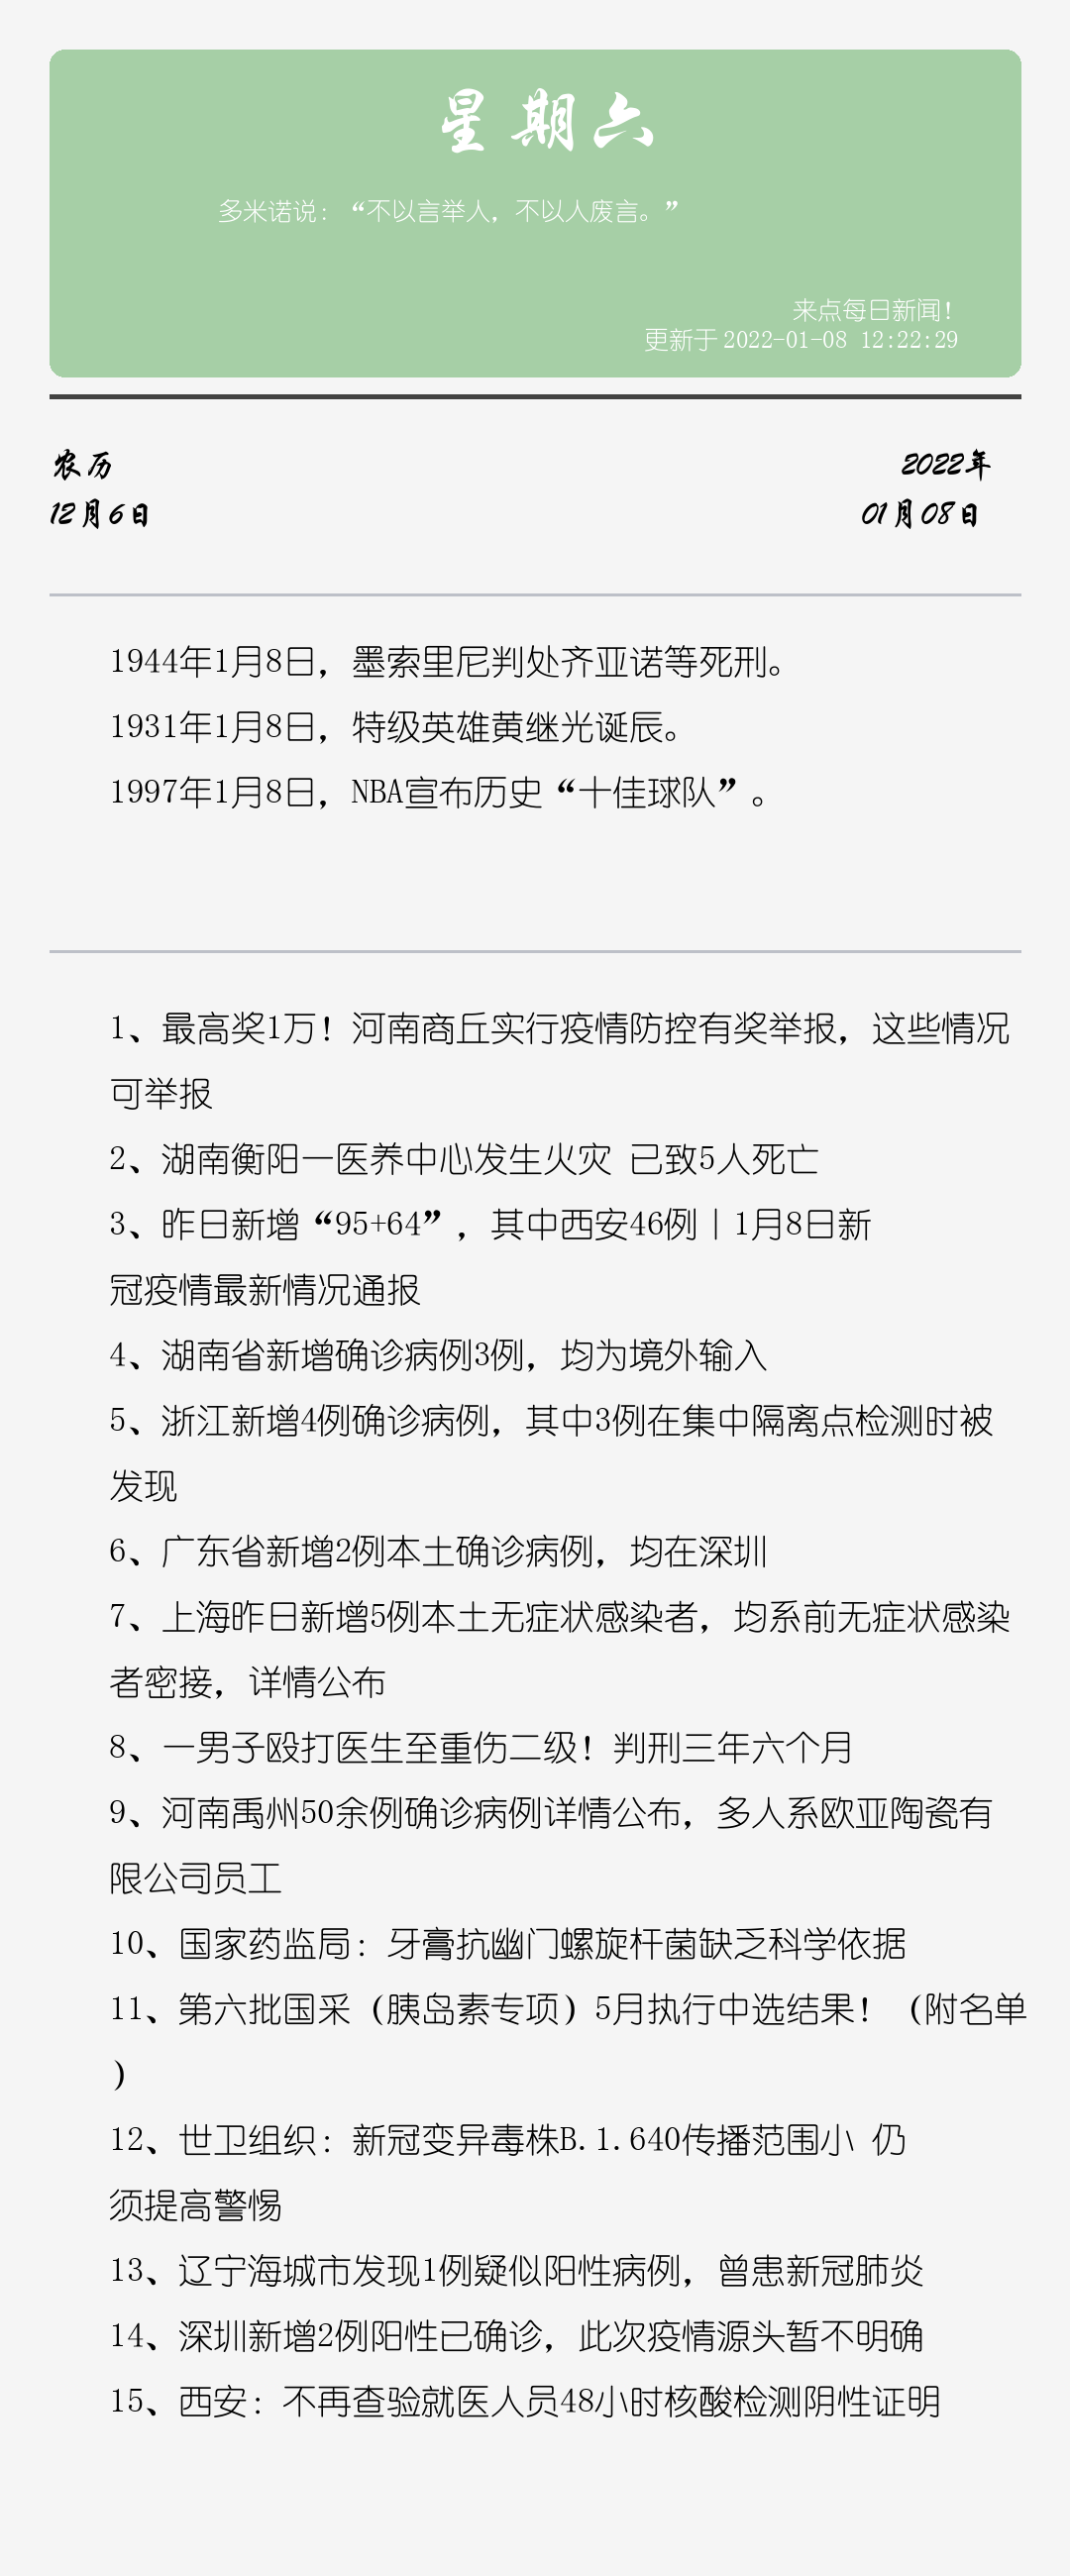 星期六
多米诺说：“不以言举人，不以人废言。”
来点每日新闻！
更新于 2022-01-08 12:22:29
农历
2022年
12月6日
01月08日
1944年1月8日，墨索里尼判处齐亚诺等死刑。
1931年1月8日，特级英雄黄继光诞辰。
1997年1月8日，NBA宣布历史“十佳球队”。
1、最高奖1万！河南商丘实行疫情防控有奖举报，这些情况
可举报
2、湖南衡阳一医养中心发生火灾 已致5人死亡
3、昨日新增“95+64”，其中西安46例｜1月8日新
冠疫情最新情况通报
4、湖南省新增确诊病例3例，均为境外输入
5、浙江新增4例确诊病例，其中3例在集中隔离点检测时被
发现
6、广东省新增2例本土确诊病例，均在深圳
7、上海昨日新增5例本土无症状感染者，均系前无症状感染
者密接，详情公布
8、一男子殴打医生至重伤二级！判刑三年六个月
9、河南禹州50余例确诊病例详情公布，多人系欧亚陶瓷有
限公司员工
10、国家药监局：牙膏抗幽门螺旋杆菌缺乏科学依据
11、第六批国采（胰岛素专项）5月执行中选结果！（附名单
）
12、世卫组织：新冠变异毒株B.1.640传播范围小 仍
须提高警惕
13、辽宁海城市发现1例疑似阳性病例，曾患新冠肺炎
14、深圳新增2例阳性已确诊，此次疫情源头暂不明确
15、西安：不再查验就医人员48小时核酸检测阴性证明